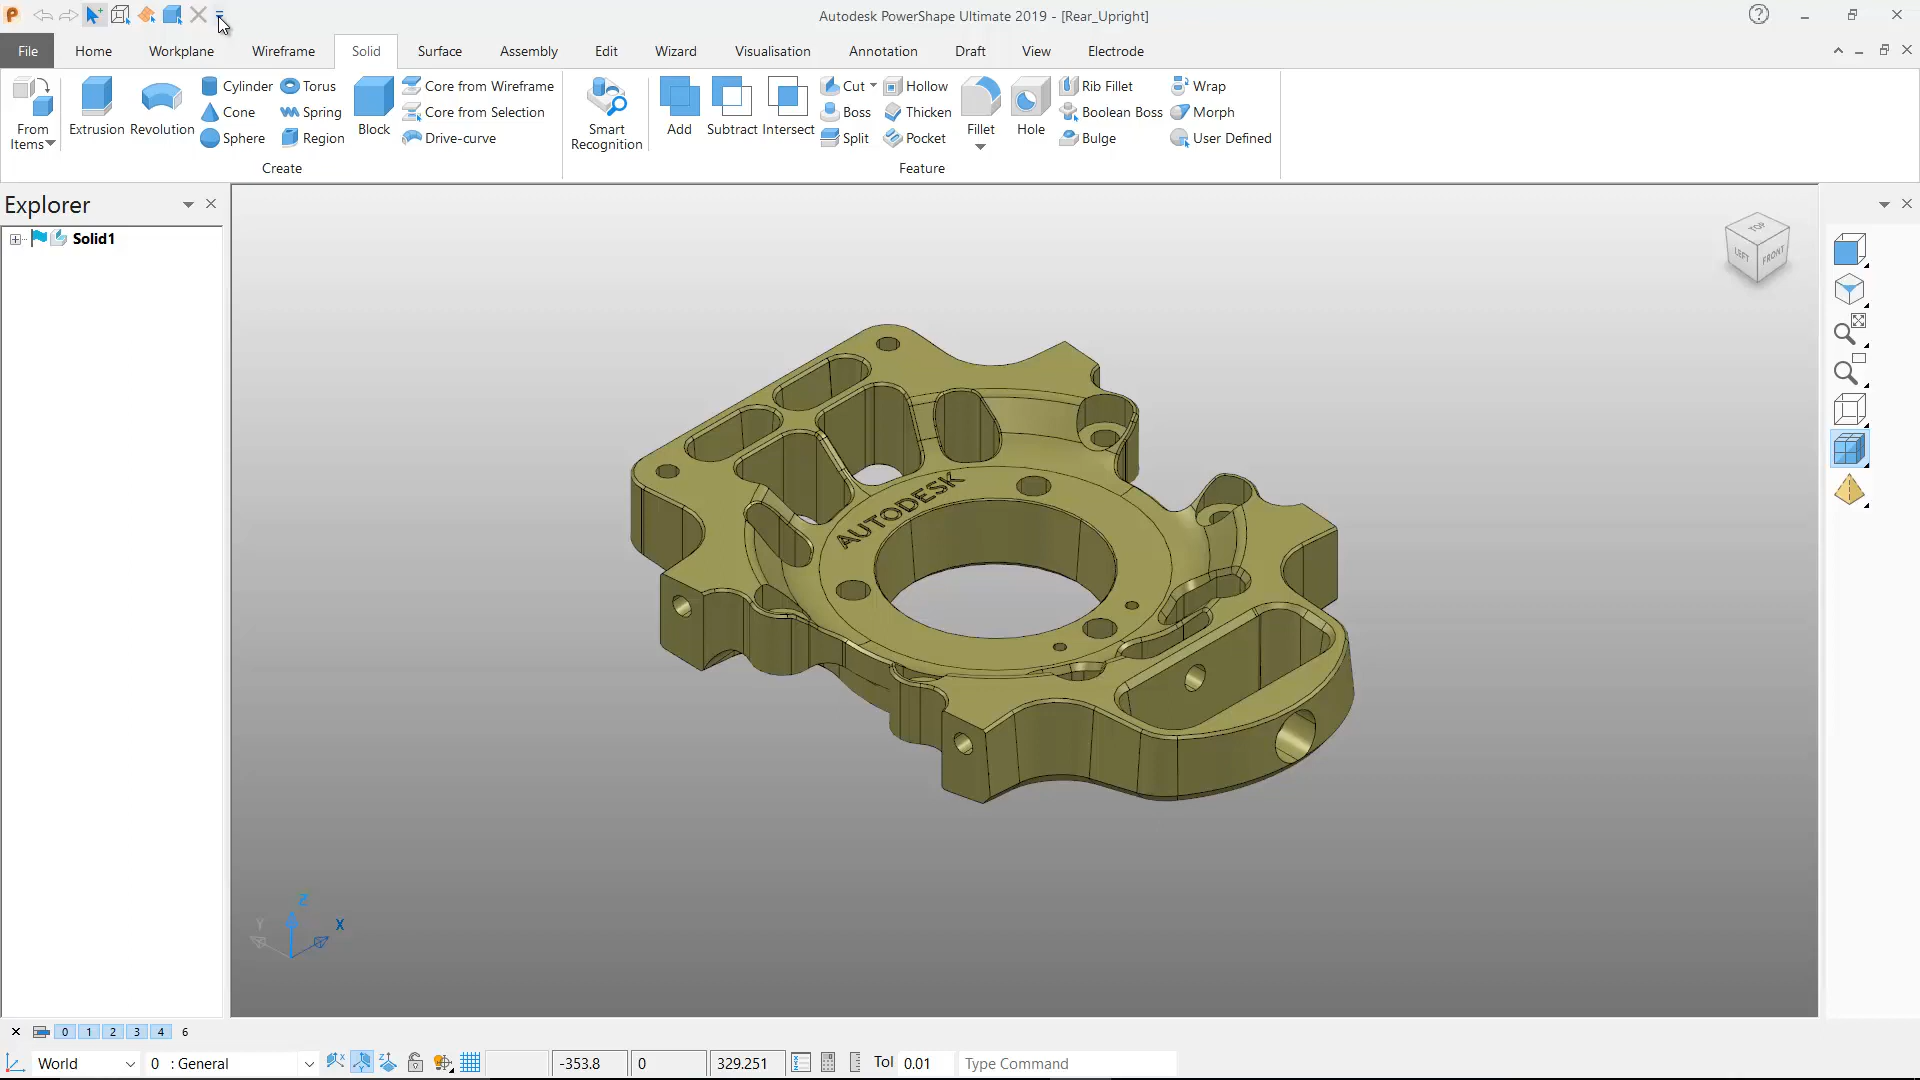 Autodesk PowerShape Ultimate 2019 - [Rear_Upright]
File Home Workplane Wireframe Solid Surface Assembly Edit Wizard Visualisation Annotation Draft View Electrode
From Items
Extrusion
Revolution
Cylinder
Cone
Sphere
Torus
Spring
Region
Block
Core from Wireframe
Core from Selection
Drive-curve
Create
Smart Recognition
Add
Subtract
Intersect
Cut
Boss
Split
Hollow
Thicken
Pocket
Fillet
Hole
Rib Fillet
Boolean Boss
Bulge
Wrap
Morph
User Defined
Feature
Explorer
Solid1
TOP
LEFT
FRONT
AUTODESK
Z
Y
X
0 1 2 3 4 6
World 0 : General -353.8 0 329.251 Tol 0.01 Type Command